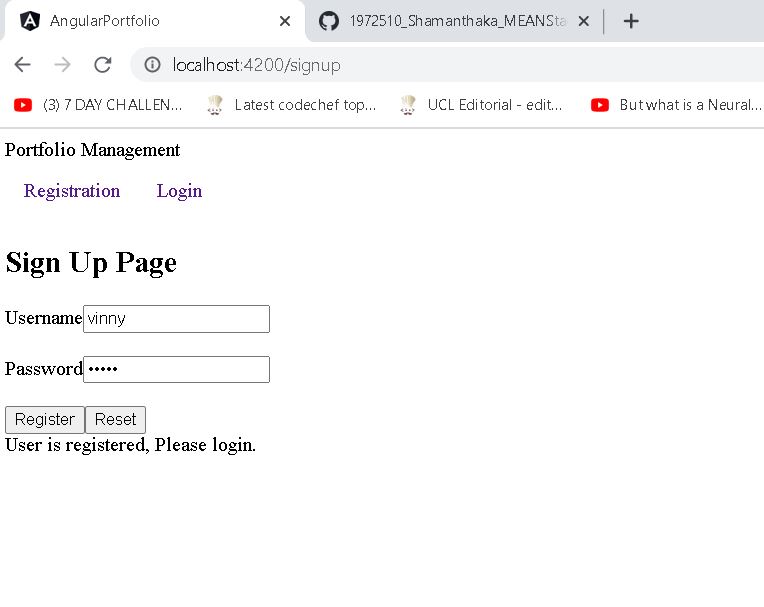 AngularPortfolio 1972510_Shamanthaka_MEANSta
localhost:4200/signup
(3) 7 DAY CHALLEN... Latest codechef top... UCL Editorial - edit... But what is a Neural...
Portfolio Management
Registration Login
Sign Up Page
Username vinny
Password •••••
Register Reset
User is registered, Please login.